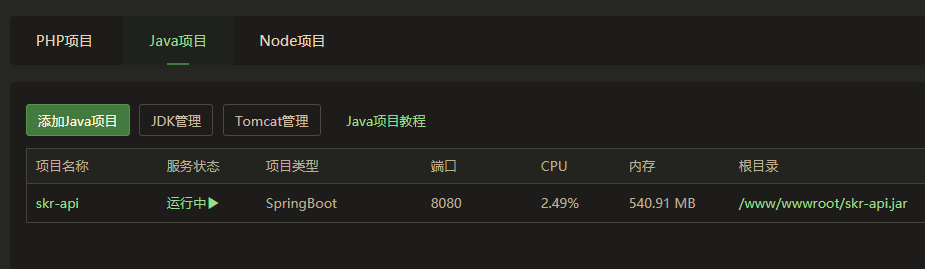 PHP项目 Java项目 Node项目
添加Java项目 JDK管理 Tomcat管理 Java项目教程
项目名称 服务状态 项目类型 端口 CPU 内存 根目录
skr-api 运行中▶ SpringBoot 8080 2.49% 540.91 MB /www/wwwroot/skr-api.jar